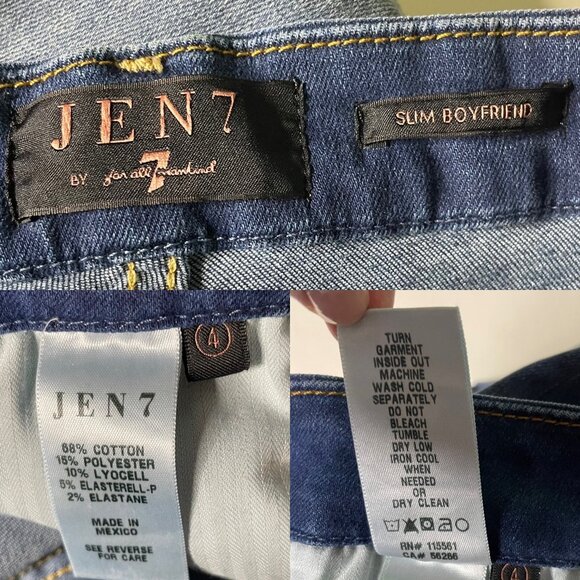 JEN7
BY 7 for all mankind
SLIM BOYFRIEND
4
JEN7
68% COTTON
15% POLYESTER
10% LYOCELL
5% ELASTERELL-P
2% ELASTANE
MADE IN
MEXICO
SEE REVERSE
FOR CARE
TURN
GARMENT
INSIDE OUT
MACHINE
WASH COLD
SEPARATELY
DO NOT
BLEACH
TUMBLE
DRY LOW
IRON COOL
WHEN
NEEDED
OR
DRY CLEAN
RN# 115561
CA# 56286
4